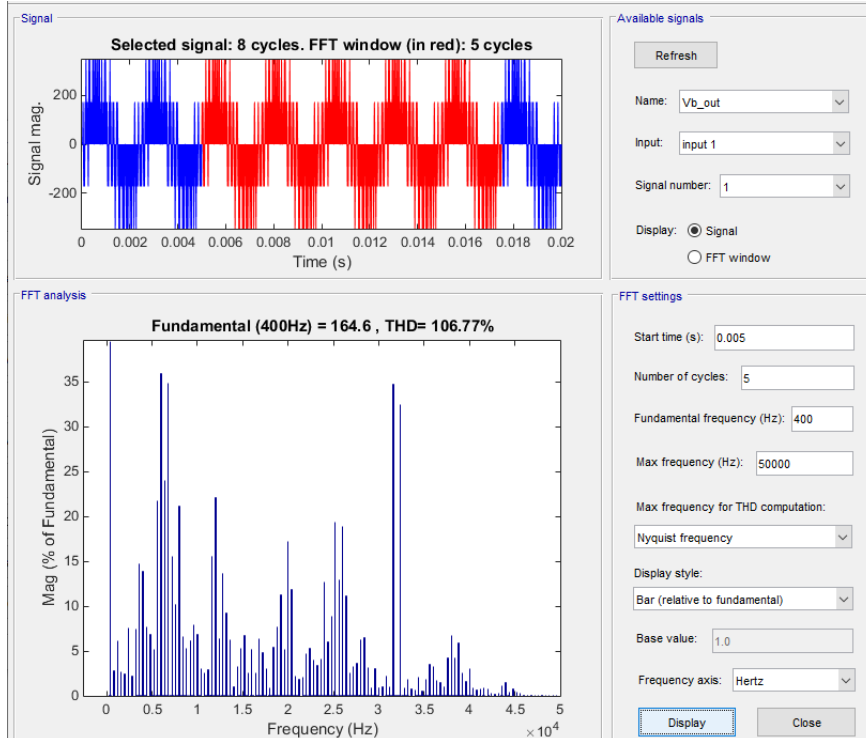 Signal
Selected signal: 8 cycles. FFT window (in red): 5 cycles
200
0
-200
Signal mag.
0 0.002 0.004 0.006 0.008 0.01 0.012 0.014 0.016 0.018 0.02
Time (s)
Available signals
Refresh
Name: Vb_out
Input: input 1
Signal number: 1
Display: Signal
FFT window
FFT analysis
Fundamental (400Hz) = 164.6 , THD= 106.77%
35
30
25
20
15
10
5
0
Mag (% of Fundamental)
0 0.5 1 1.5 2 2.5 3 3.5 4 4.5 5
Frequency (Hz) × 10^4
FFT settings
Start time (s): 0.005
Number of cycles: 5
Fundamental frequency (Hz): 400
Max frequency (Hz): 50000
Max frequency for THD computation:
Nyquist frequency
Display style:
Bar (relative to fundamental)
Base value: 1.0
Frequency axis: Hertz
Display Close